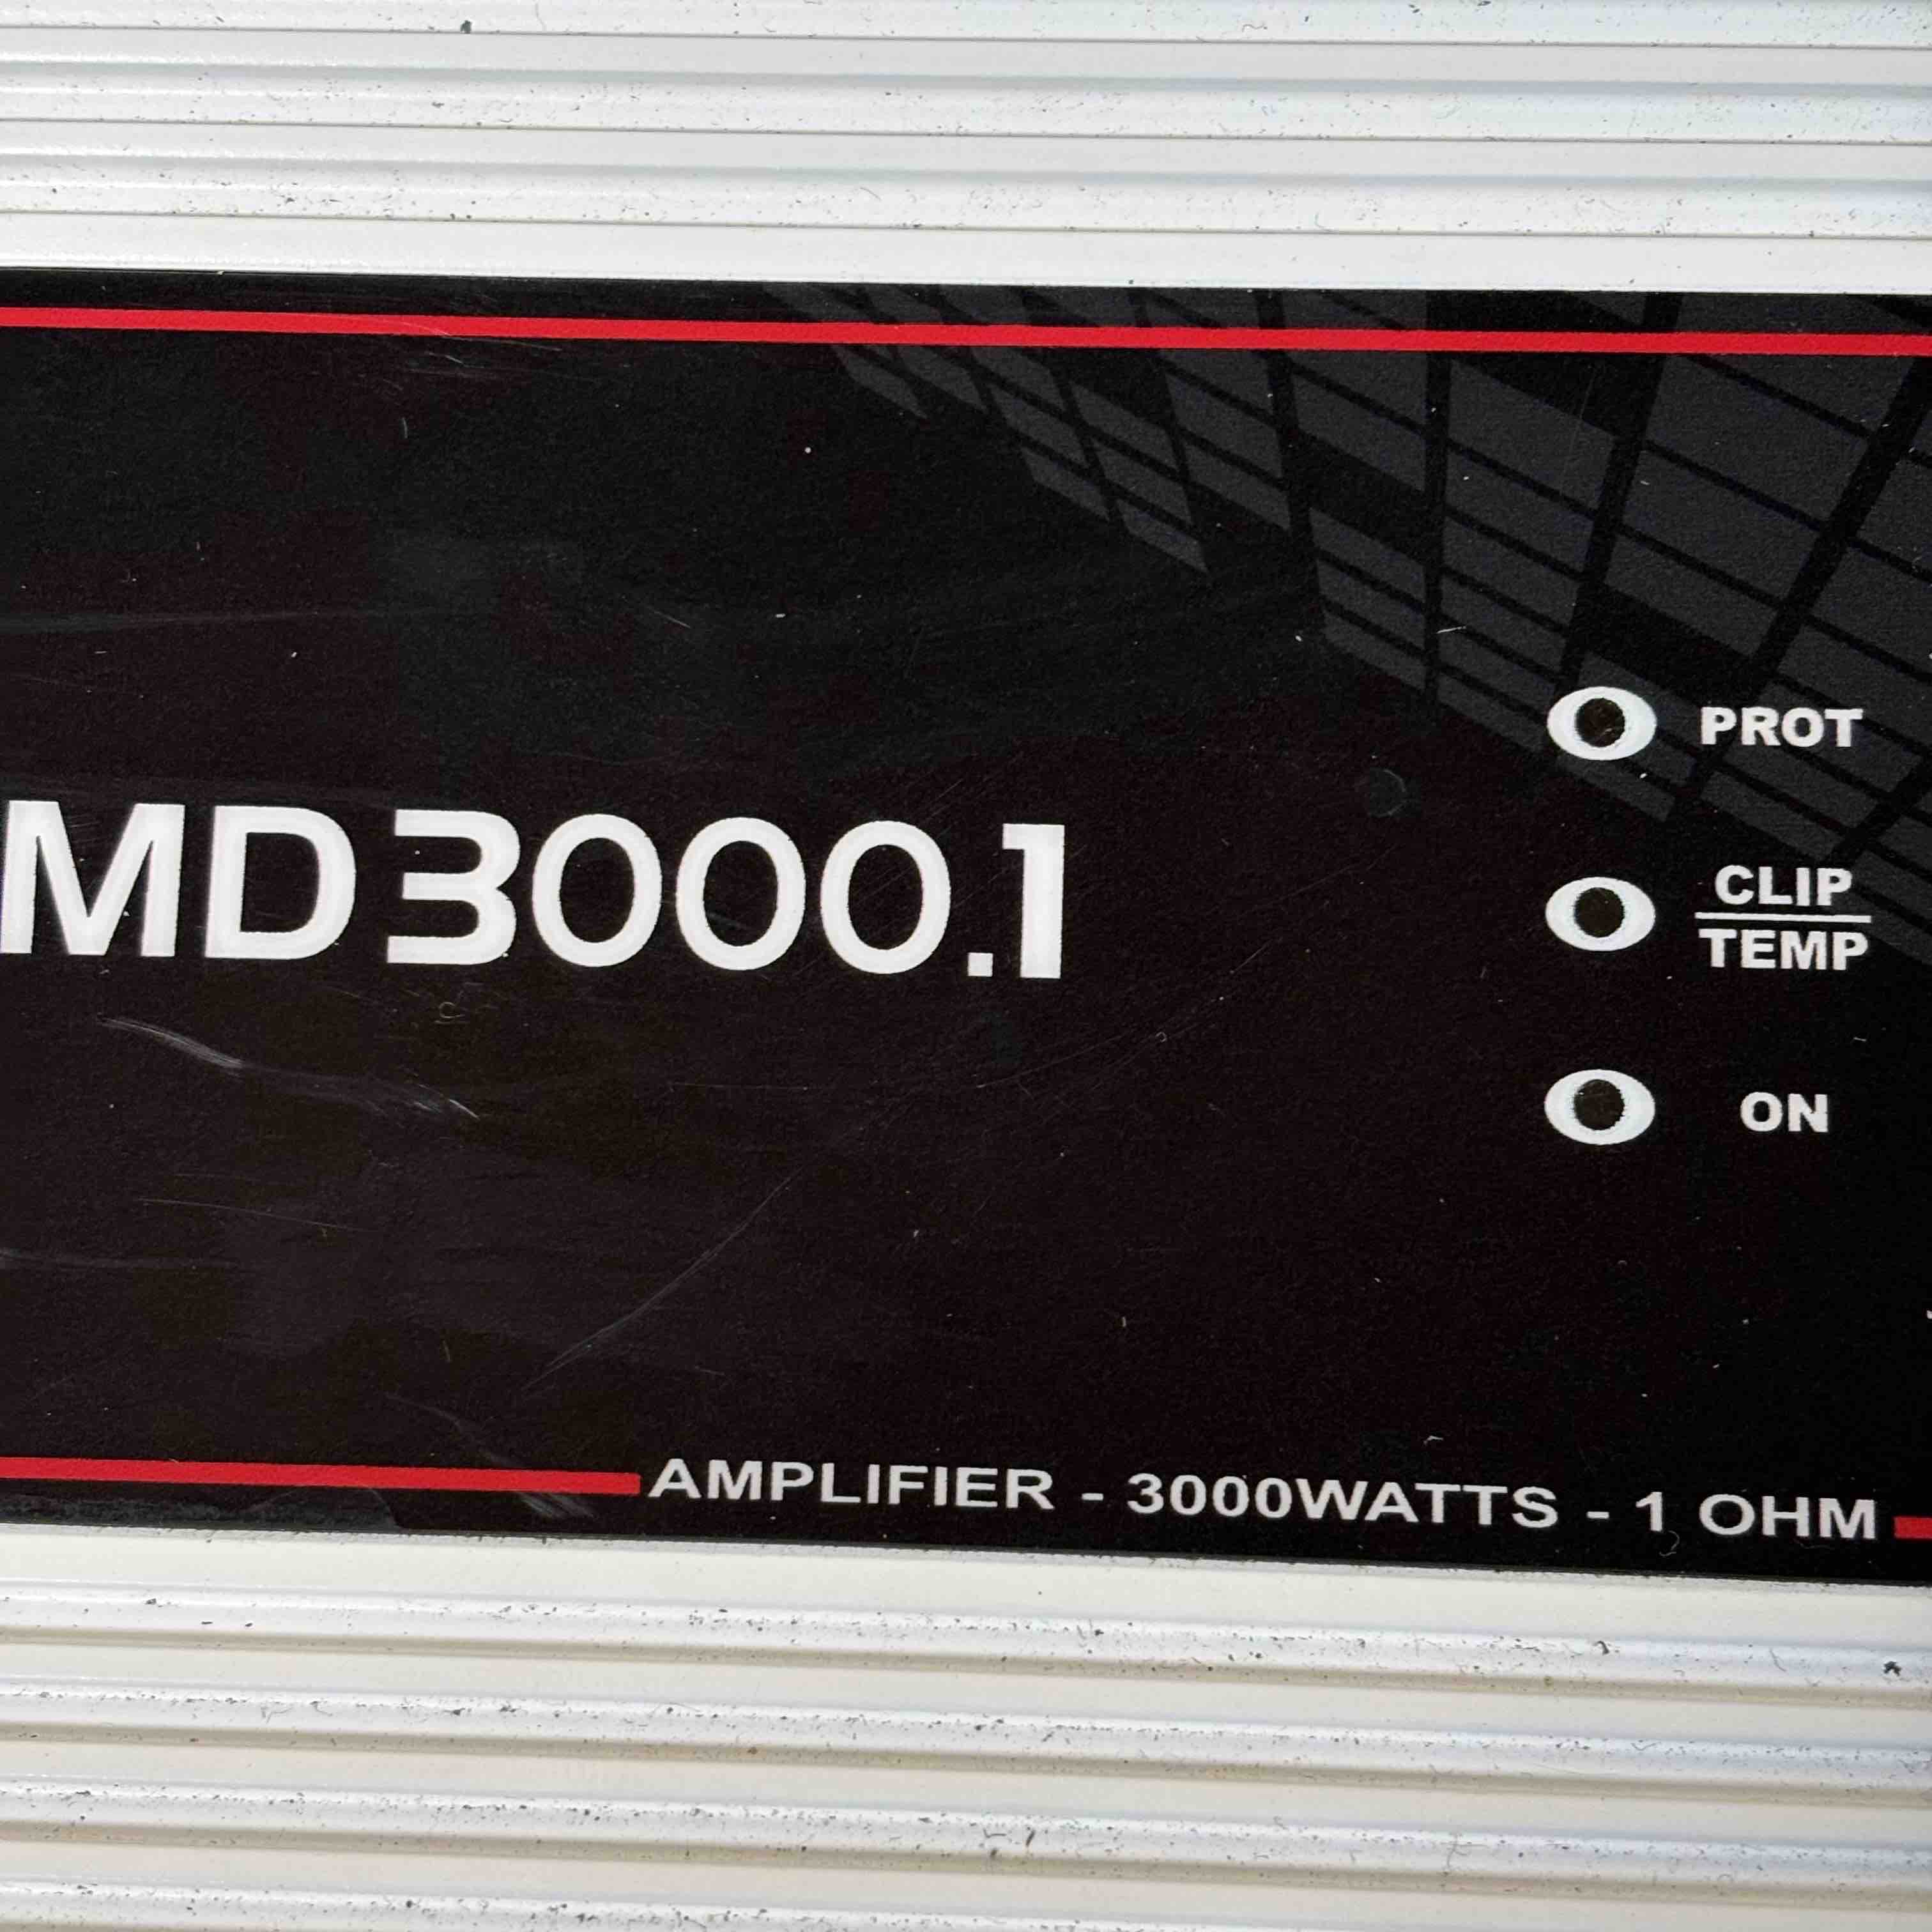 MD3000.1
PROT
CLIP
TEMP
ON
AMPLIFIER - 3000WATTS - 1 OHM